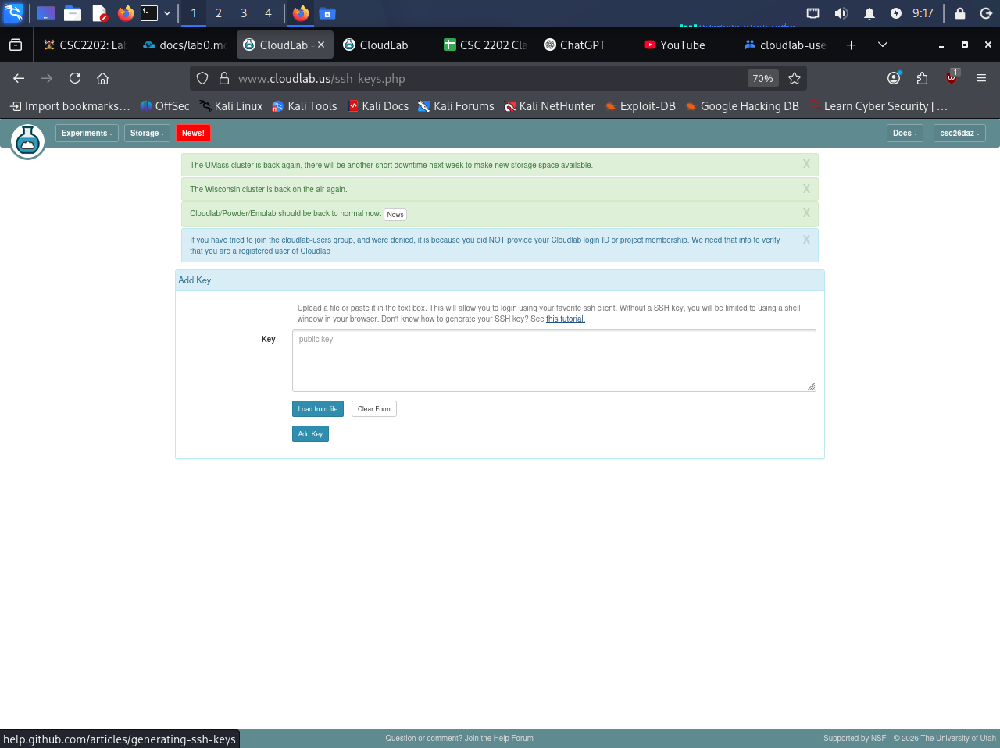 1 2 3 4 9:17
CSC2202: Lab docs/lab0.mo CloudLab - CloudLab CSC 2202 Cla ChatGPT YouTube cloudlab-use
www.cloudlab.us/ssh-keys.php 70% 1
Import bookmarks... OffSec Kali Linux Kali Tools Kali Docs Kali Forums Kali NetHunter Exploit-DB Google Hacking DB Learn Cyber Security | ...
Experiments Storage News! Docs csc26daz
The UMass cluster is back again, there will be another short downtime next week to make new storage space available. X
The Wisconsin cluster is back on the air again. X
Cloudlab/Powder/Emulab should be back to normal now. News X
If you have tried to join the cloudlab-users group, and were denied, it is because you did NOT provide your Cloudlab login ID or project membership. We need that info to verify X
that you are a registered user of Cloudlab
Add Key
Upload a file or paste it in the text box. This will allow you to login using your favorite ssh client. Without a SSH key, you will be limited to using a shell
window in your browser. Don't know how to generate your SSH key? See this tutorial.
Key public key
Load from file Clear Form
Add Key
help.github.com/articles/generating-ssh-keys Question or comment? Join the Help Forum Supported by NSF © 2026 The University of Utah